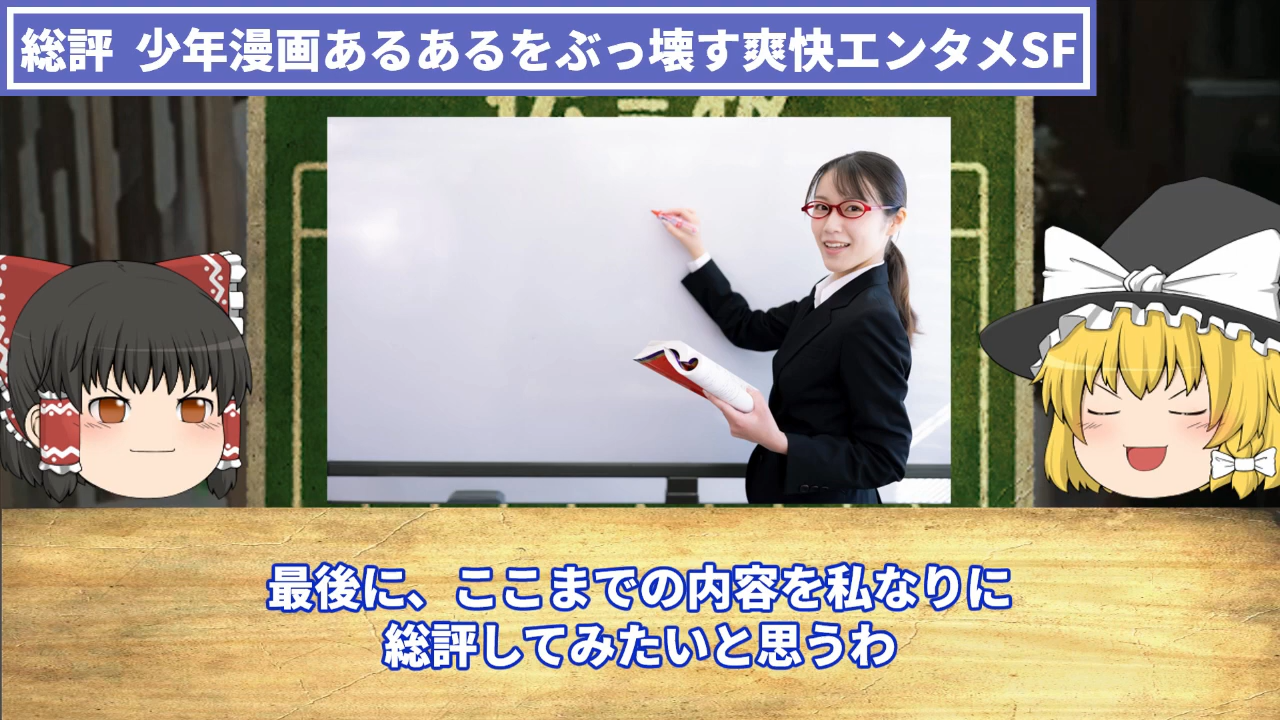 総評 少年漫画あるあるをぶっ壊す爽快エンタメSF
最後に、ここまでの内容を私なりに
総評してみたいと思うわ